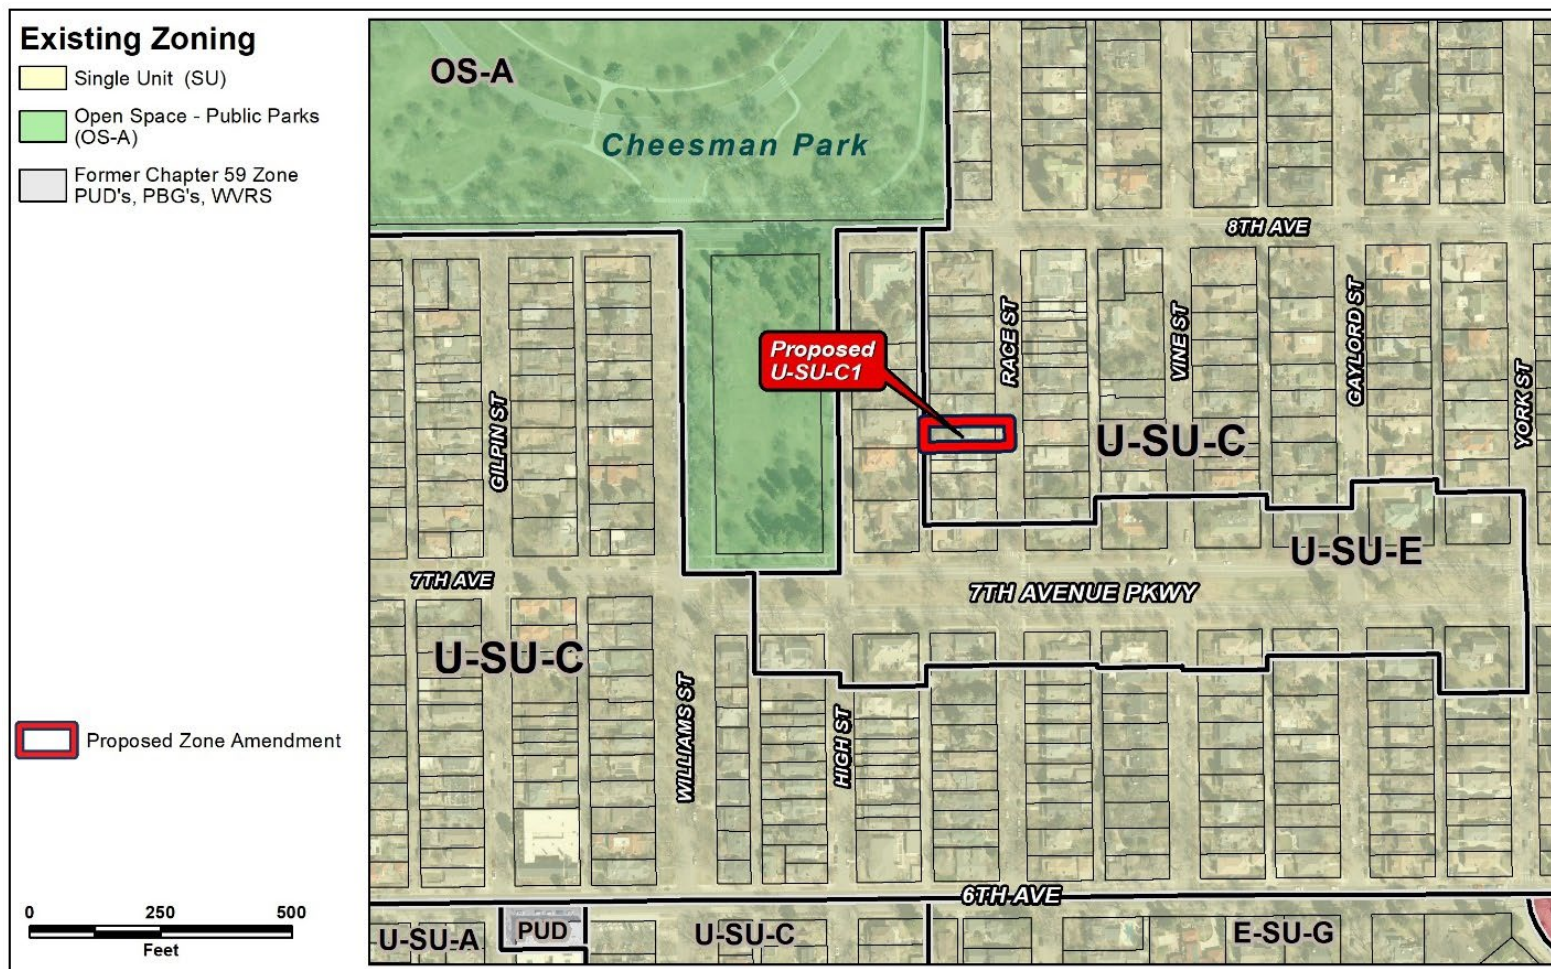 Existing Zoning
Single Unit (SU)
Open Space - Public Parks
(OS-A)
Former Chapter 59 Zone
PUD's, PBG's, WVRS
Proposed Zone Amendment
0 250 500
Feet
OS-A
Cheesman Park
8TH AVE
Proposed
U-SU-C1
RACE ST
VINE ST
GAYLORD ST
YORK ST
GILPIN ST
U-SU-C
U-SU-E
7TH AVE
7TH AVENUE PKWY
U-SU-C
WILLIAMS ST
HIGH ST
6TH AVE
U-SU-A
PUD
U-SU-C
E-SU-G